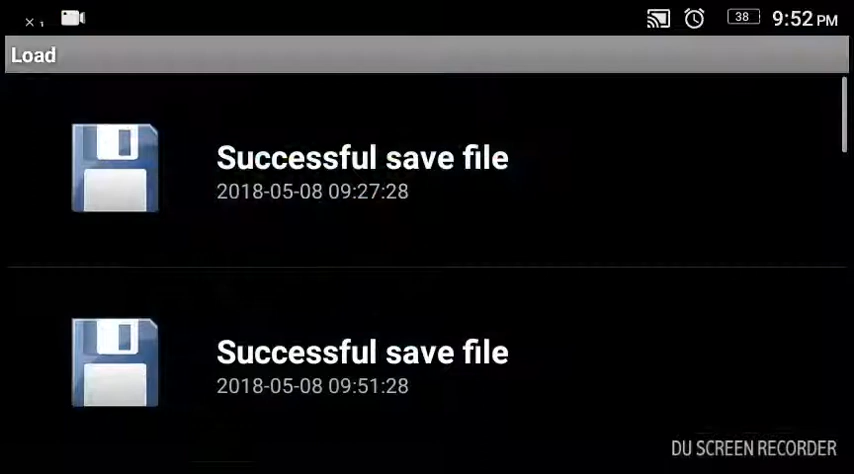 38 9:52 PM
Load
Successful save file
2018-05-08 09:27:28
Successful save file
2018-05-08 09:51:28
DU SCREEN RECORDER